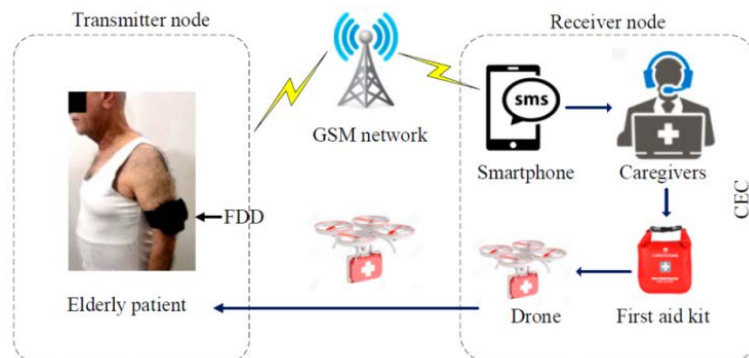 Transmitter node
Receiver node
GSM network
sms
Smartphone
Caregivers
CEC
FDD
Elderly patient
Drone
First aid kit